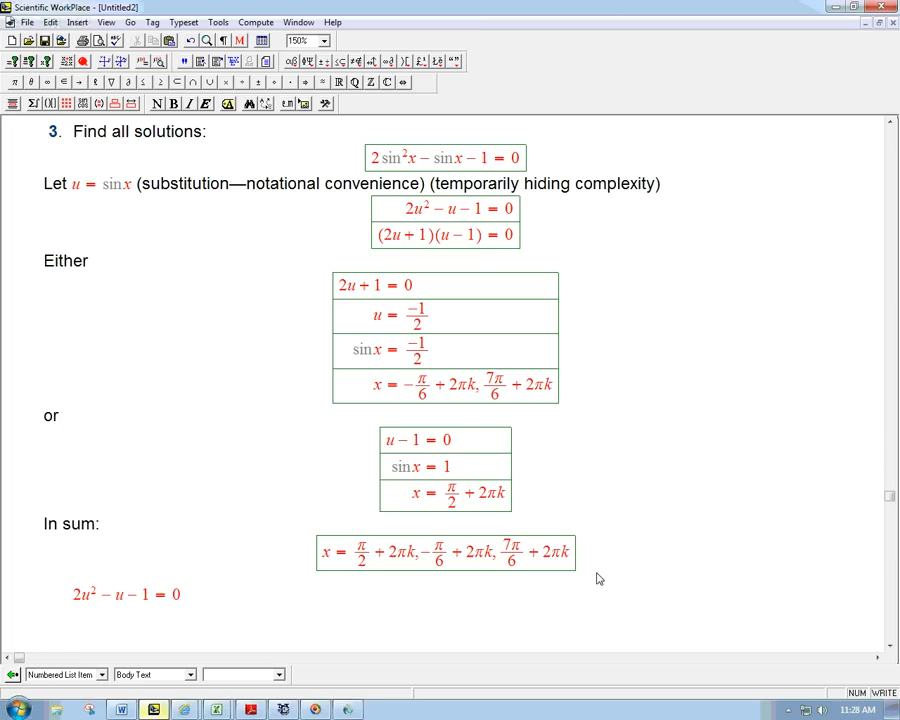 Scientific WorkPlace - [Untitled2]
File Edit Insert View Go Tag Typeset Tools Compute Window Help
150%
N B I E
3. Find all solutions:
2 sin²x − sin x − 1 = 0
Let u = sin x (substitution—notational convenience) (temporarily hiding complexity)
2u² − u − 1 = 0
(2u + 1)(u − 1) = 0
Either
2u + 1 = 0
u = −1/2
sin x = −1/2
x = −π/6 + 2πk, 7π/6 + 2πk
or
u − 1 = 0
sin x = 1
x = π/2 + 2πk
In sum:
x = π/2 + 2πk, −π/6 + 2πk, 7π/6 + 2πk
2u² − u − 1 = 0
Numbered List Item Body Text
NUM WRITE
11:28 AM